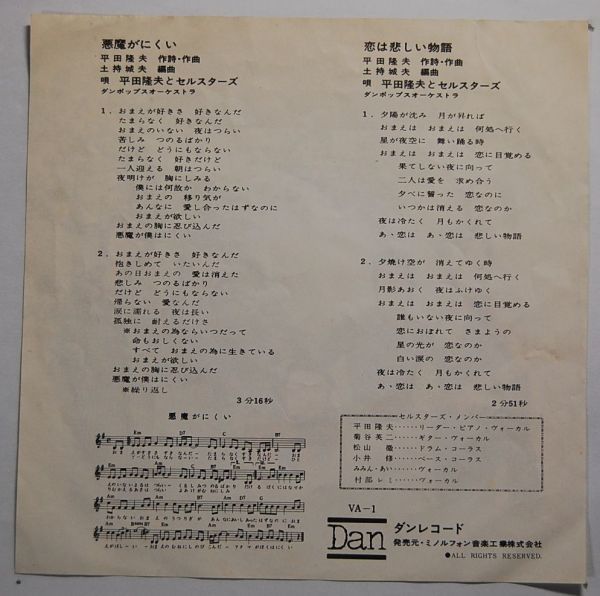 悪魔がにくい
平田隆夫 作詩・作曲
土持城夫 編曲
唄 平田隆夫とセルスターズ
ダンポップスオーケストラ
1. おまえが好きさ 好きなんだ
たまらなく 好きなんだ
おまえのいない 夜はつらい
苦しみ つのるばかり
だけど どうにもならない
たまらなく 好きだけど
一人迎える 朝はつらい
夜明けが 胸にしみる
僕には何故か わからない
おまえの 移り気が
あんなに 愛し合ったはずなのに
おまえが欲しい
おまえの胸に忍び込んだ
悪魔が僕はにくい
2. おまえが好きさ 好きなんだ
抱きしめて いたいんだ
あの日おまえの 愛は消えた
悲しみ つのるばかり
だけど どうにもならない
帰らない 愛なんだ
涙に濡れる 夜は長い
孤独に 耐えるだけさ
※おまえの為ならいつだって
命もおしくない
すべて おまえの為に生きている
おまえが欲しい
おまえの胸に忍び込んだ
悪魔が僕はにくい
※繰り返し
3分16秒
悪魔がにくい
恋は悲しい物語
平田隆夫 作詩・作曲
土持城夫 編曲
唄 平田隆夫とセルスターズ
ダンポップスオーケストラ
1. 夕陽が沈み 月が昇れば
おまえは おまえは 何処へ行く
星が夜空に 舞い踊る時
おまえは おまえは 恋に目覚める
果てしない夜に向って
二人は愛を 求め合う
夕べに誓った 恋なのに
いつかは消える 恋なのか
夜は冷たく 月もかくれて
あ・恋は あ・恋は 悲しい物語
2. 夕焼け空が 消えてゆく時
おまえは おまえは 何処へ行く
月影あおく 夜はふけゆく
おまえは おまえは 恋に目覚める
誰もいない夜に向って
恋におぼれて さまようの
星の光が 恋なのか
白い涙の 恋なのか
夜は冷たく 月もかくれて
あ・恋は あ・恋は 悲しい物語
2分51秒
セルスターズ・メンバー
平田隆夫……リーダー・ピアノ・ヴォーカル
菊谷英二……ギター・ヴォーカル
松山 徹……ドラム・コーラス
小井 修……ベース・コーラス
みみん・あい……ヴォーカル
村部レミ……ヴォーカル
VA-1
Dan
ダンレコード
発売元・ミノルフォン音楽工業株式会社
●ALL RIGHTS RESERVED.